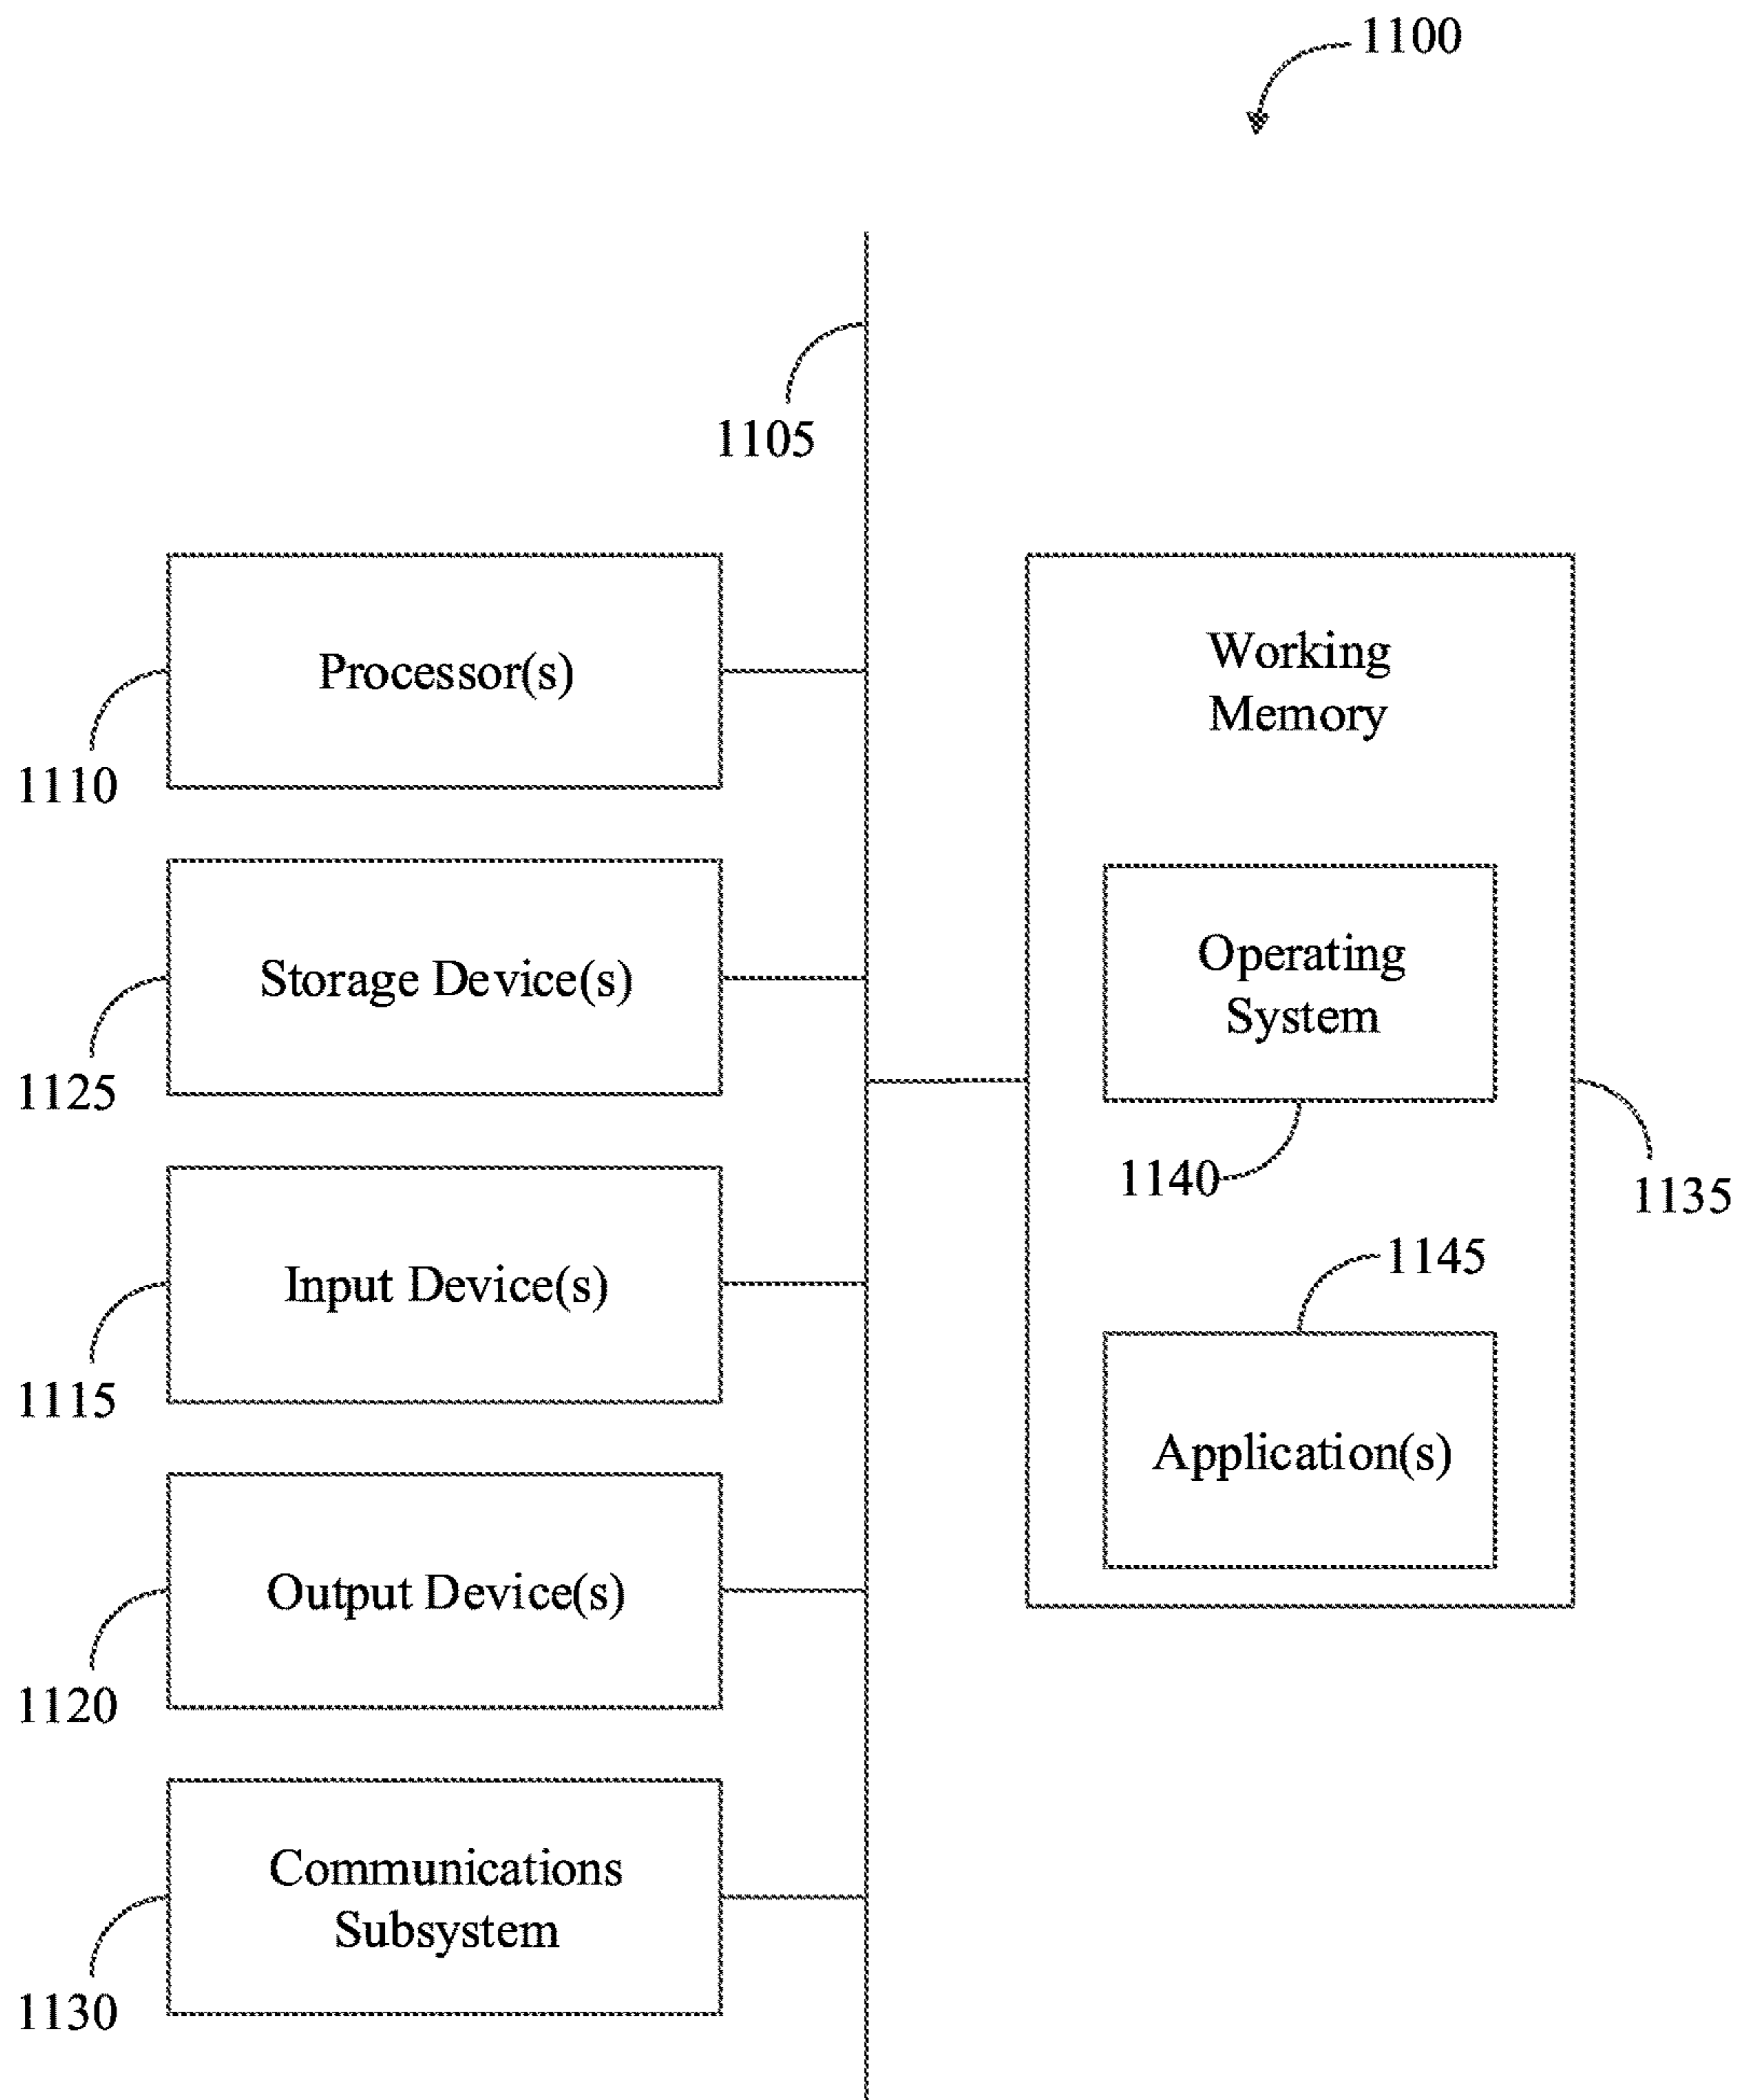 1100
1105
Processor(s)
1110
Storage Device(s)
1125
Input Device(s)
1115
Output Device(s)
1120
Communications
Subsystem
1130
Working
Memory
Operating
System
1140
1135
1145
Application(s)